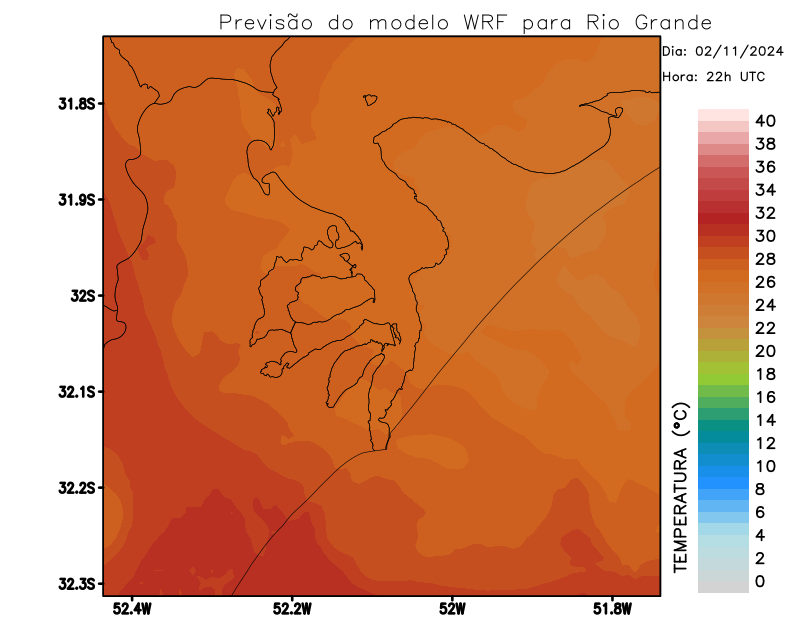 Previsão do modelo WRF para Rio Grande
Dia: 02/11/2024
Hora: 22h UTC
31.8S
31.9S
32S
32.1S
32.2S
32.3S
52.4W
52.2W
52W
51.8W
TEMPERATURA (°C)
40
38
36
34
32
30
28
26
24
22
20
18
16
14
12
10
8
6
4
2
0